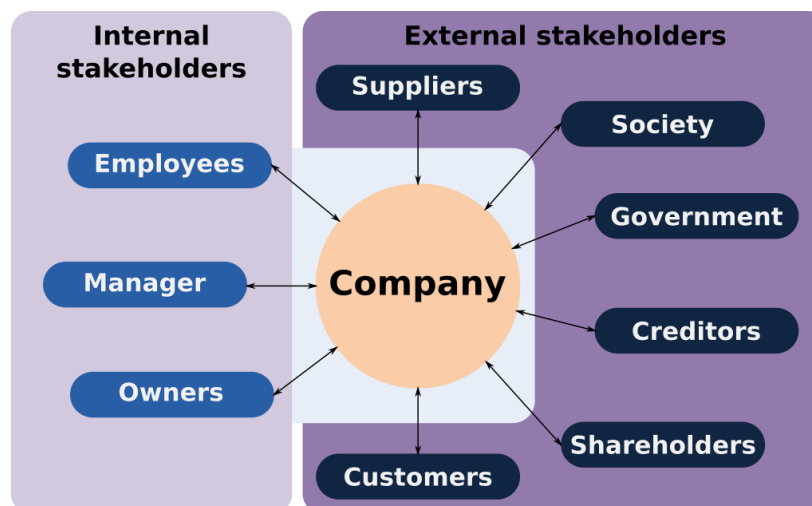 Internal
stakeholders
External stakeholders
Suppliers
Society
Employees
Government
Manager
Company
Creditors
Owners
Shareholders
Customers